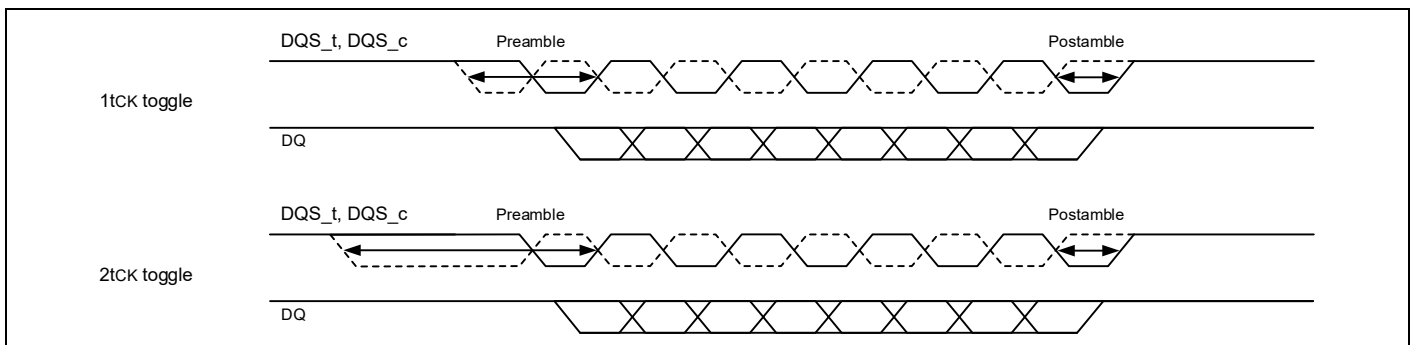 DQS_t, DQS_c Preamble Postamble
1tCK toggle
DQ
DQS_t, DQS_c Preamble Postamble
2tCK toggle
DQ